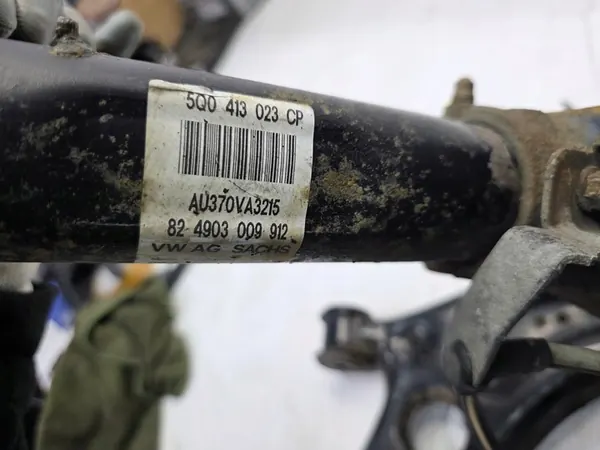 5Q0 413 023 CP
AU370VA3215
82 4903 009 912
VW AG SACHS